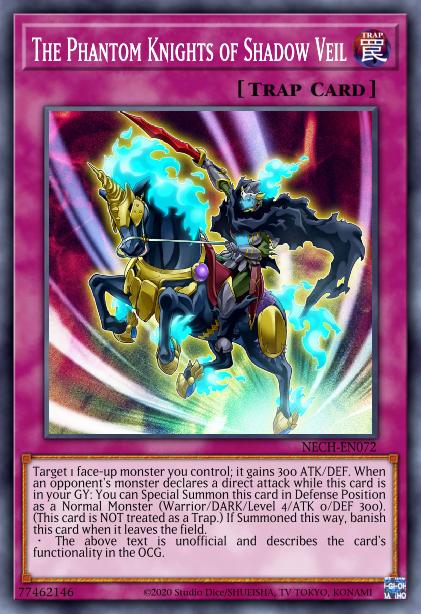 The Phantom Knights of Shadow Veil
TRAP
罠
[ Trap Card ]
NECH-EN072
Target 1 face-up monster you control; it gains 300 ATK/DEF. When
an opponent's monster declares a direct attack while this card is
in your GY: You can Special Summon this card in Defense Position
as a Normal Monster (Warrior/DARK/Level 4/ATK 0/DEF 300).
(This card is NOT treated as a Trap.) If Summoned this way, banish
this card when it leaves the field.
· The above text is unofficial and describes the card's
functionality in the OCG.
77462146
©2020 Studio Dice/SHUEISHA, TV TOKYO, KONAMI